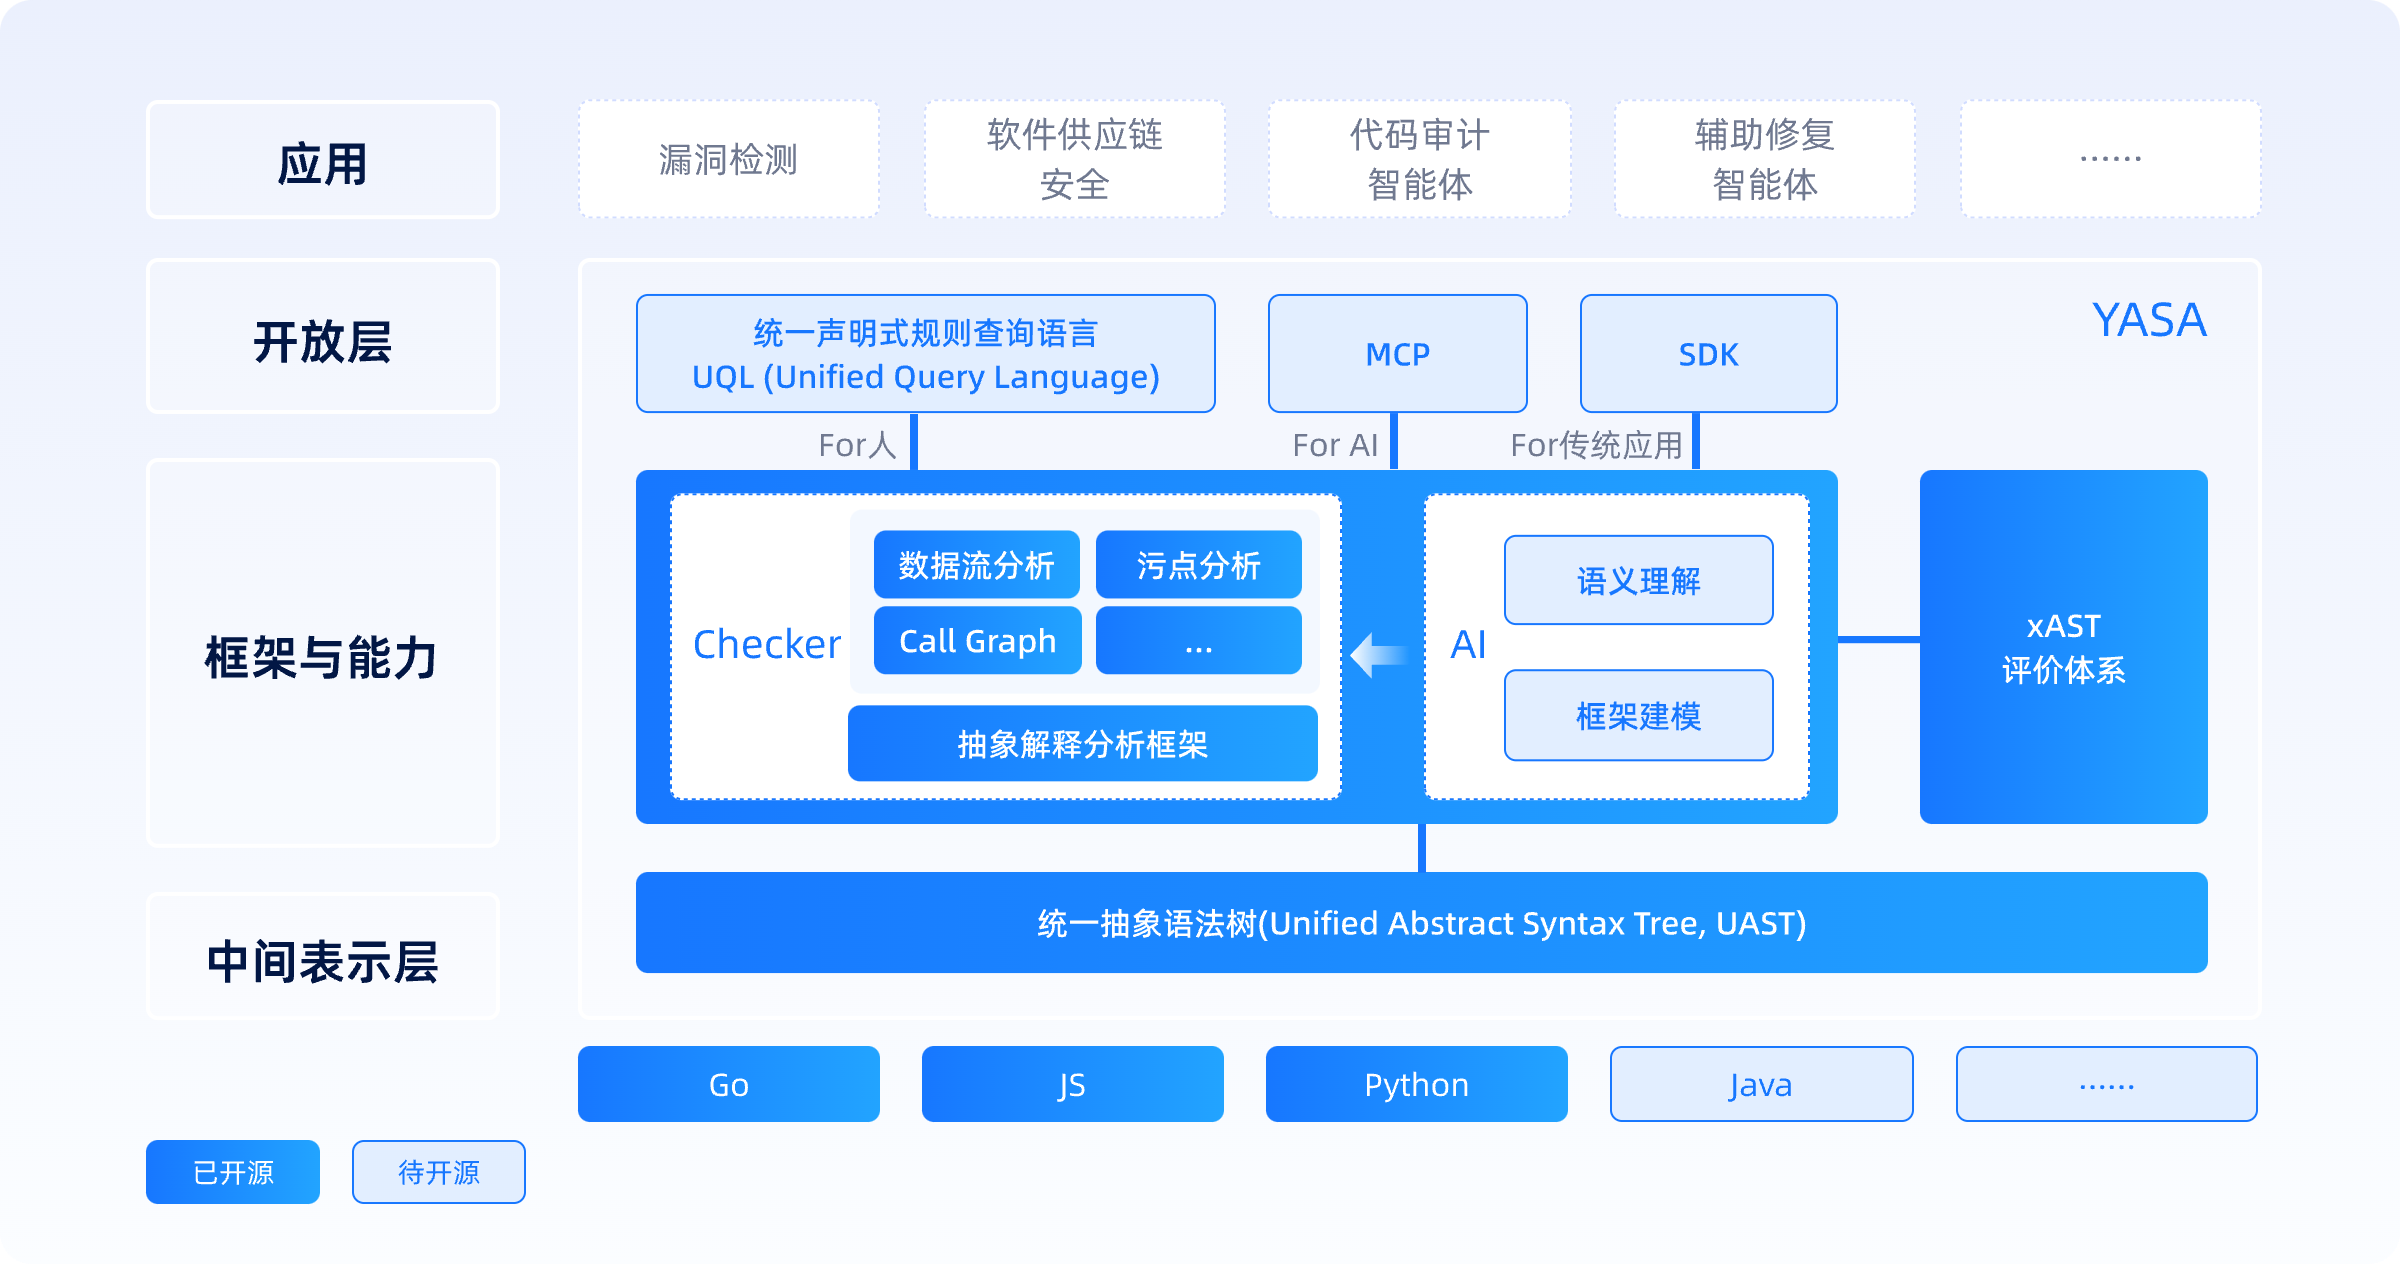 应用
漏洞检测
软件供应链
安全
代码审计
智能体
辅助修复
智能体
······
开放层
统一声明式规则查询语言
UQL (Unified Query Language)
MCP
SDK
YASA
For人
For AI
For传统应用
框架与能力
Checker
数据流分析
污点分析
Call Graph
...
抽象解释分析框架
AI
语义理解
框架建模
xAST
评价体系
中间表示层
统一抽象语法树(Unified Abstract Syntax Tree, UAST)
Go
JS
Python
Java
······
已开源
待开源